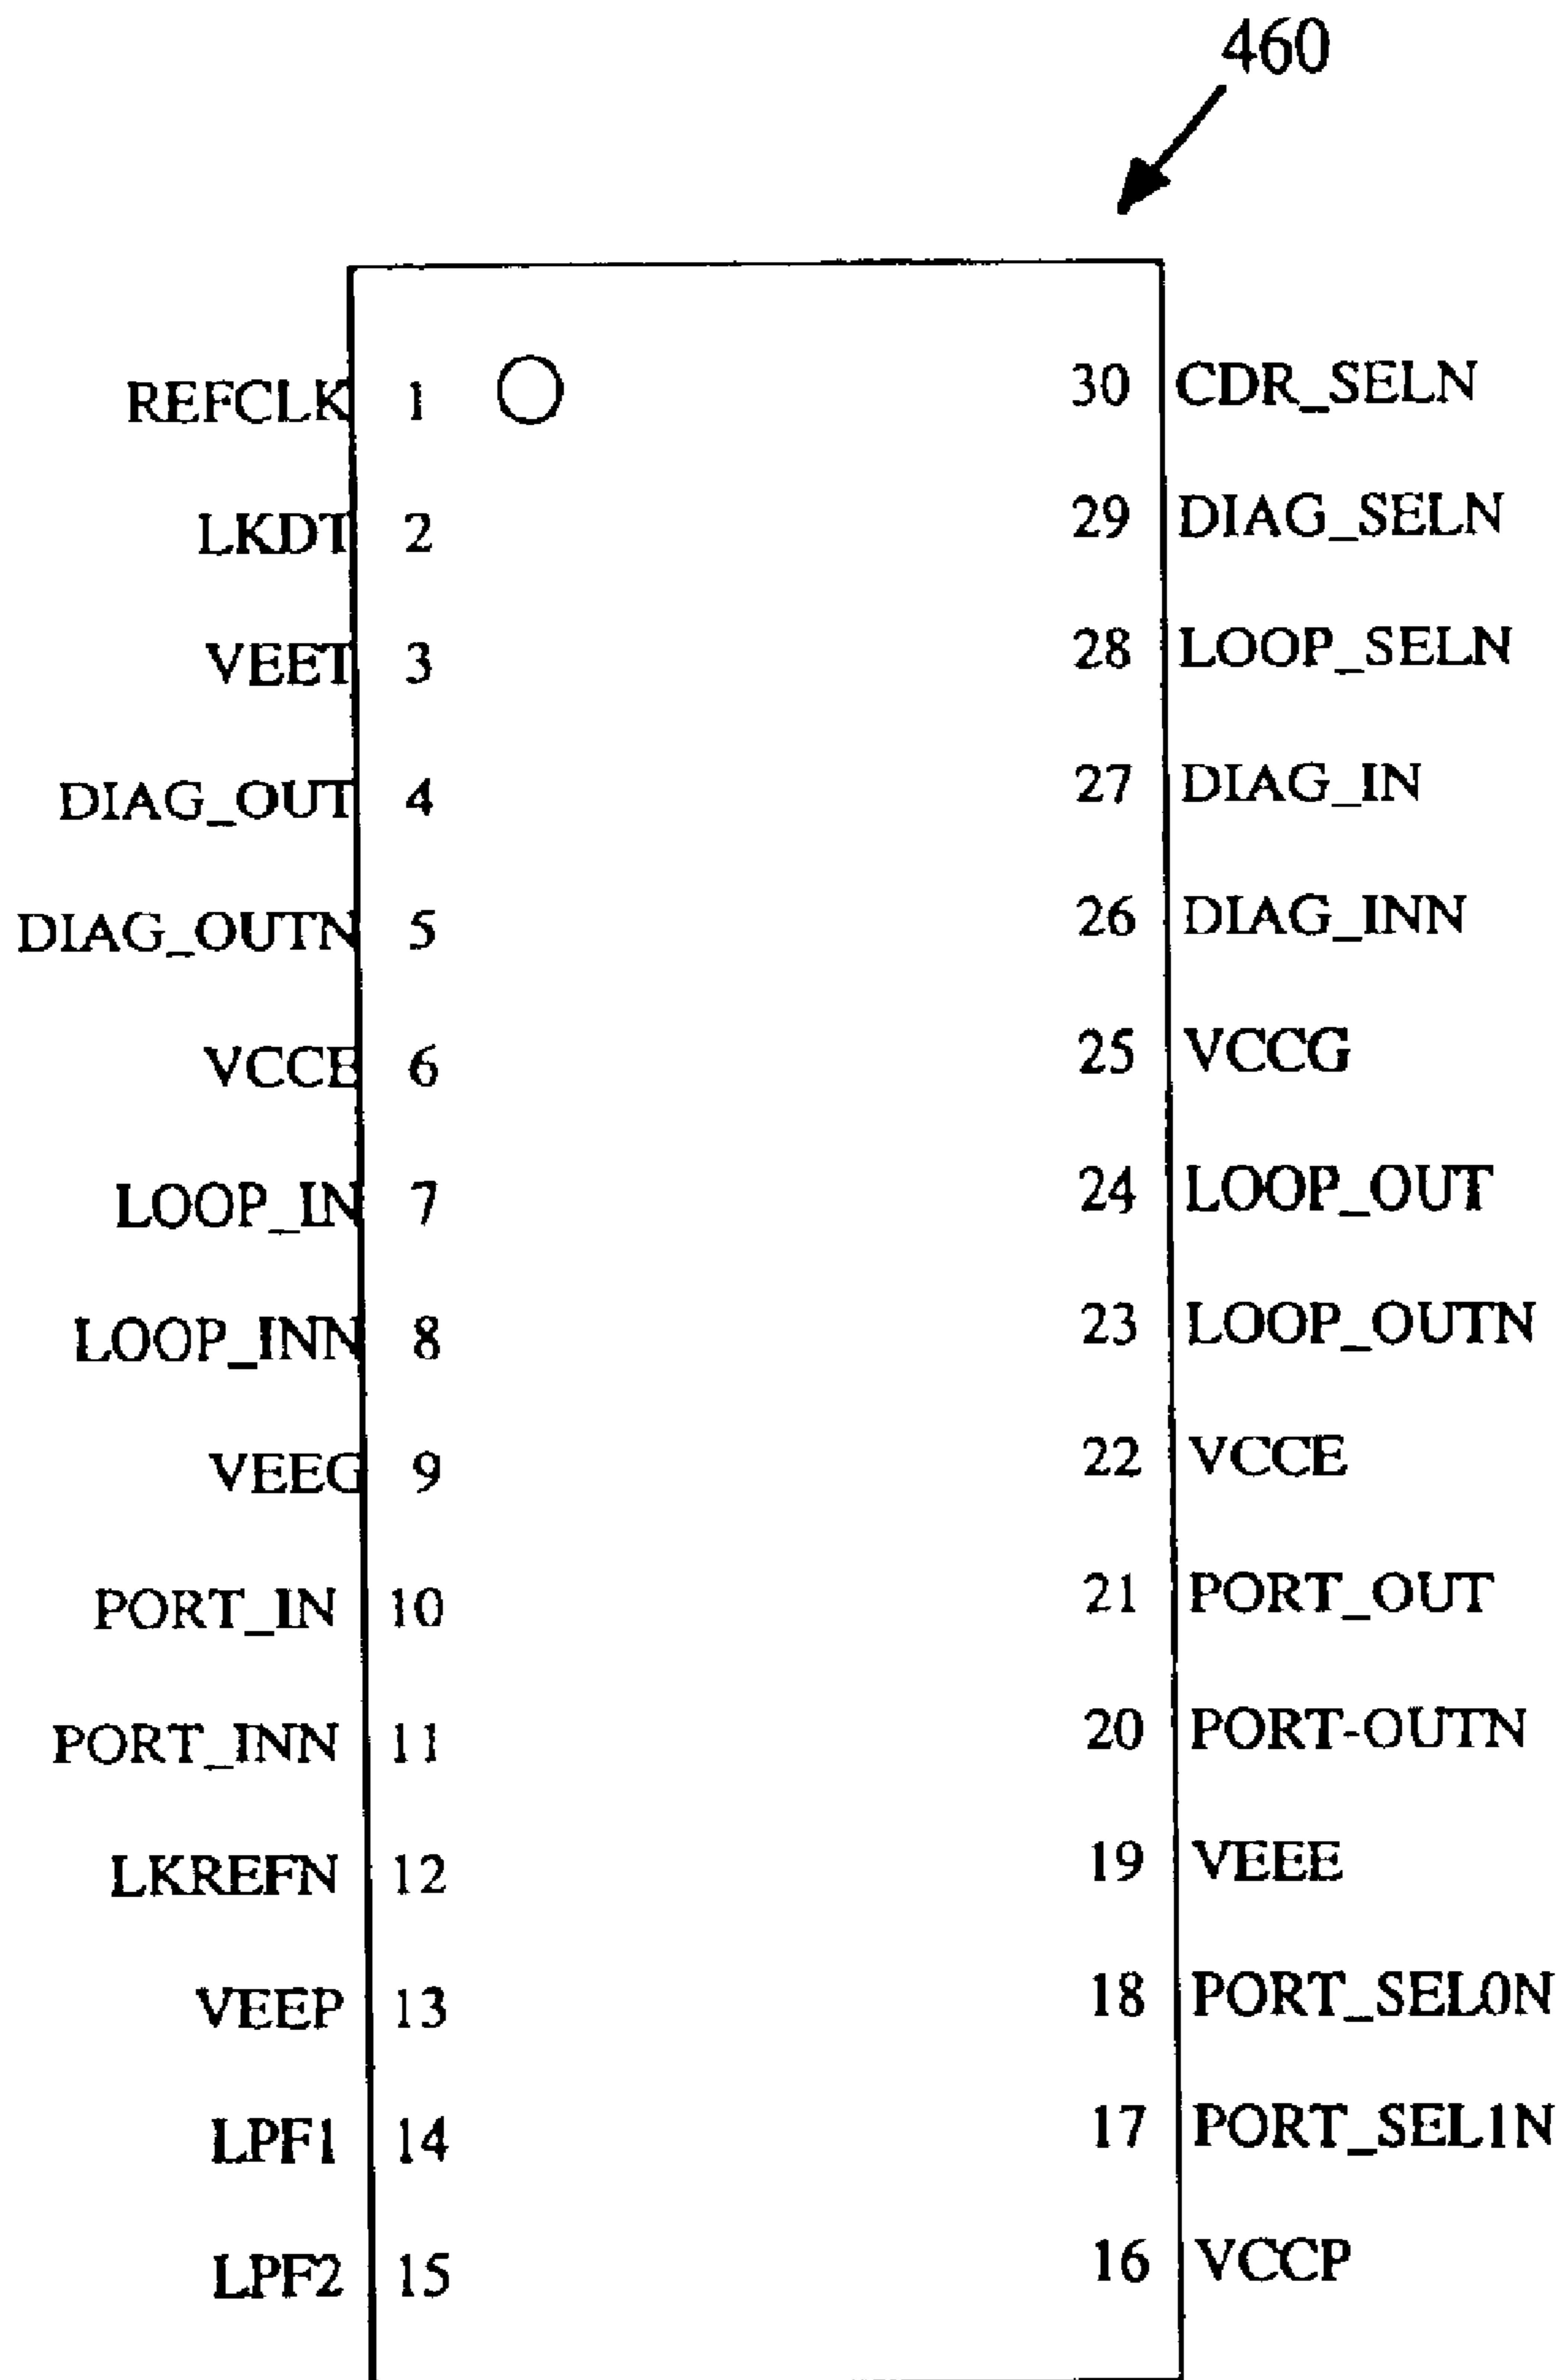 460
REFCLK 1 30 CDR_SELN
LKDT 2 29 DIAG_SELN
VEET 3 28 LOOP_SELN
DIAG_OUT 4 27 DIAG_IN
DIAG_OUTN 5 26 DIAG_INN
VCCE 6 25 VCCG
LOOP_IN 7 24 LOOP_OUT
LOOP_INN 8 23 LOOP_OUTN
VEEG 9 22 VCCE
PORT_IN 10 21 PORT_OUT
PORT_INN 11 20 PORT-OUTN
LKREFN 12 19 VEEE
VEEP 13 18 PORT_SEL0N
LPF1 14 17 PORT_SEL1N
LPF2 15 16 VCCP